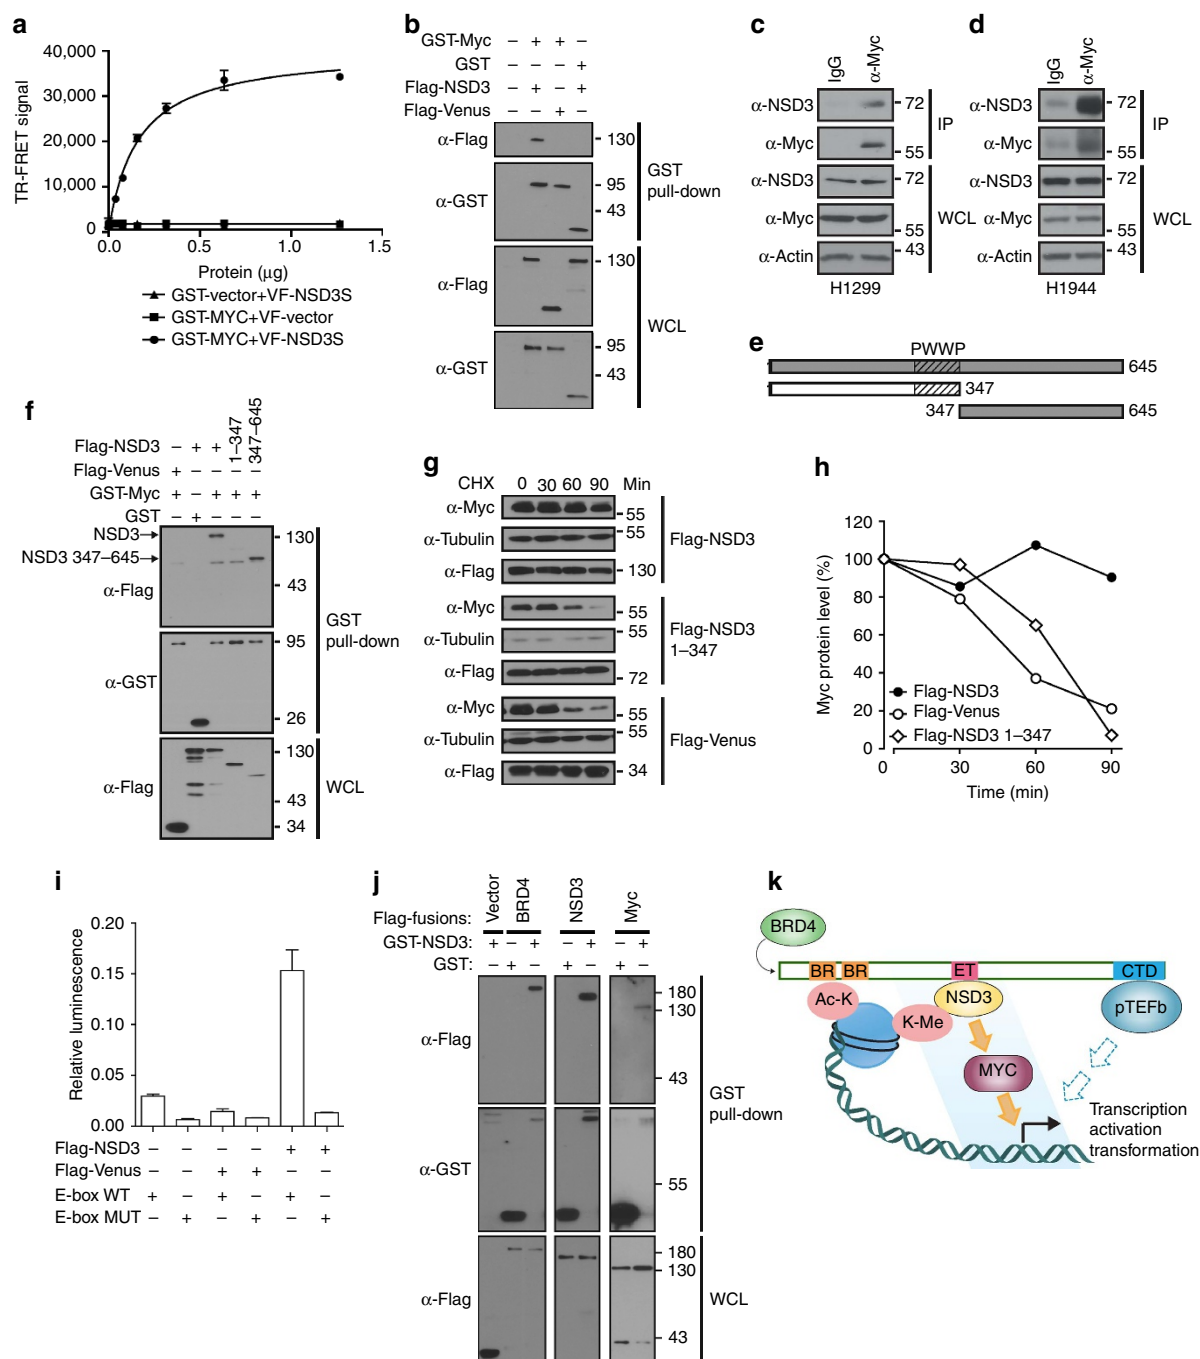 a
40,000
30,000
20,000
10,000
0
TR-FRET signal
0.0 0.5 1.0 1.5
Protein (μg)
GST-vector+VF-NSD3S
GST-MYC+VF-vector
GST-MYC+VF-NSD3S
b
GST-Myc – + + –
GST – – – +
Flag-NSD3 – + – +
Flag-Venus – – + –
α-Flag 130
α-GST 95
43
GST pull-down
α-Flag 130
α-GST 95
43
WCL
c
IgG α-Myc
α-NSD3 72
α-Myc 55
IP
α-NSD3 72
α-Myc 55
α-Actin 43
WCL
H1299
d
IgG α-Myc
α-NSD3 72
α-Myc 55
IP
α-NSD3 72
α-Myc 55
α-Actin 43
WCL
H1944
e
PWWP
645
347
347 645
f
Flag-NSD3 – + + 1–347 347–645
Flag-Venus + – – – –
GST-Myc + – + + +
GST +
NSD3 130
NSD3 347–645
α-Flag 43
α-GST 95
26
GST pull-down
α-Flag 130
43
34
WCL
g
CHX 0 30 60 90 Min
α-Myc 55
α-Tubulin 55
α-Flag 130
Flag-NSD3
α-Myc 55
α-Tubulin 55
α-Flag 72
Flag-NSD3 1–347
α-Myc 55
α-Tubulin 55
α-Flag 34
Flag-Venus
h
120
100
80
60
40
20
0
Myc protein level (%)
Flag-NSD3
Flag-Venus
Flag-NSD3 1–347
0 30 60 90
Time (min)
i
0.20
0.15
0.10
0.05
0.00
Relative luminescence
Flag-NSD3 – – – – + +
Flag-Venus – – + + – –
E-box WT + – + – + –
E-box MUT – + – + – +
j
Flag-fusions: Vector BRD4 NSD3 Myc
GST-NSD3: + – + – + – +
GST: + + +
α-Flag 180
130
43
α-GST 55
GST pull-down
α-Flag 180
130
43
WCL
k
BRD4
BR BR ET CTD
Ac-K K-Me NSD3 pTEFb
MYC
Transcription
activation
transformation